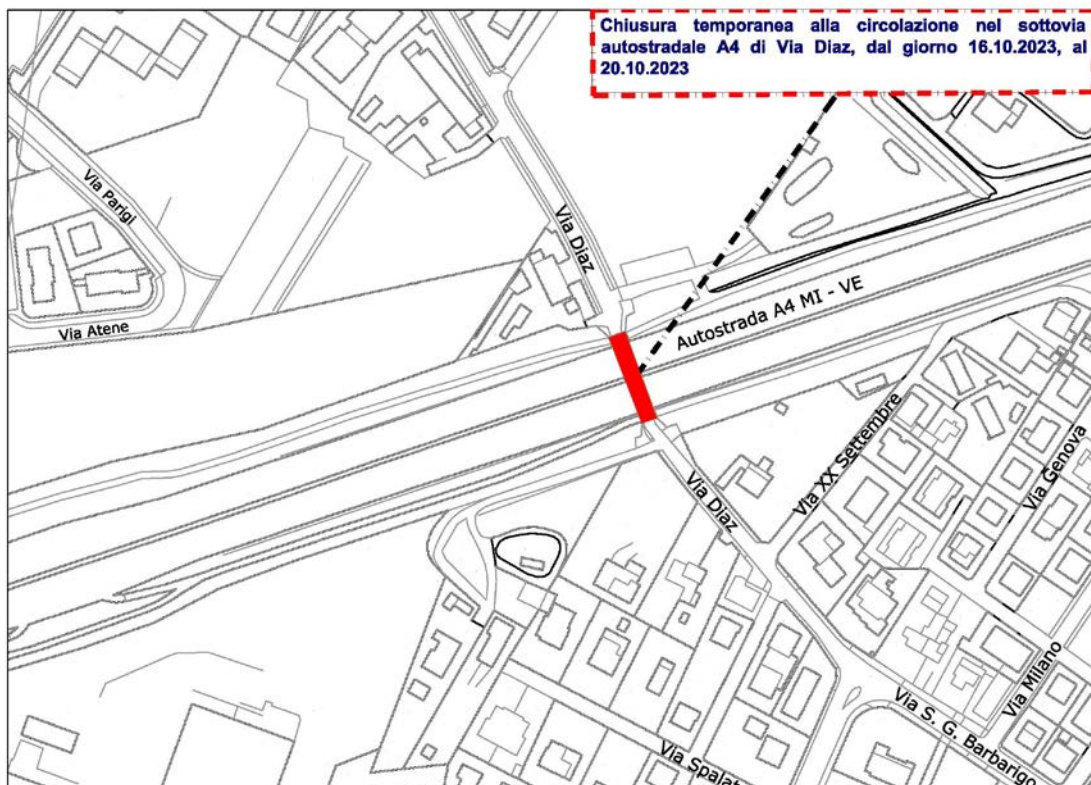 Chiusura temporanea alla circolazione nel sottovia
autostradale A4 di Via Diaz, dal giorno 16.10.2023, al
20.10.2023
Via Parigi
Via Diaz
Via Atene
Autostrada A4 MI - VE
Via XX Settembre
Via Genova
Via Diaz
Via Milano
Via S. G. Barbarigo
Via Spalat